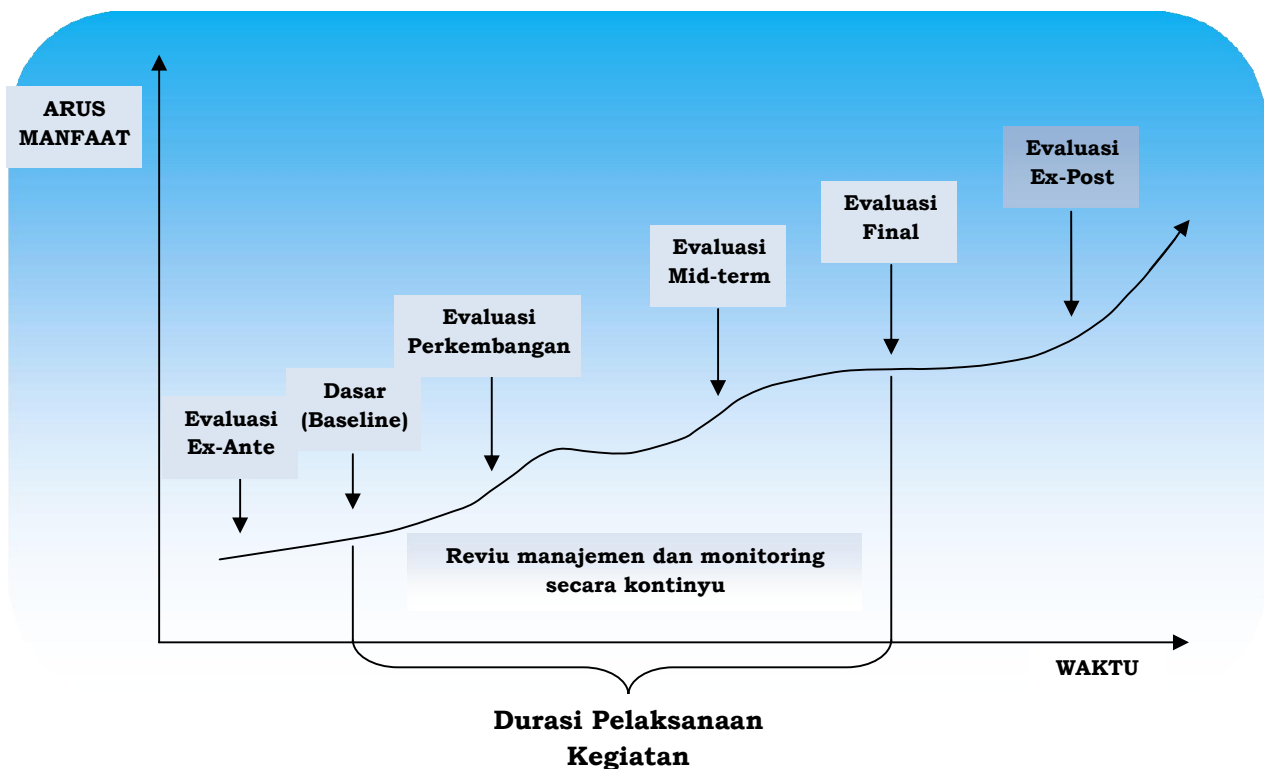 ARUS
MANFAAT
Evaluasi
Ex-Post
Evaluasi
Final
Evaluasi
Mid-term
Evaluasi
Perkembangan
Dasar
(Baseline)
Evaluasi
Ex-Ante
Reviu manajemen dan monitoring
secara kontinyu
WAKTU
Durasi Pelaksanaan
Kegiatan